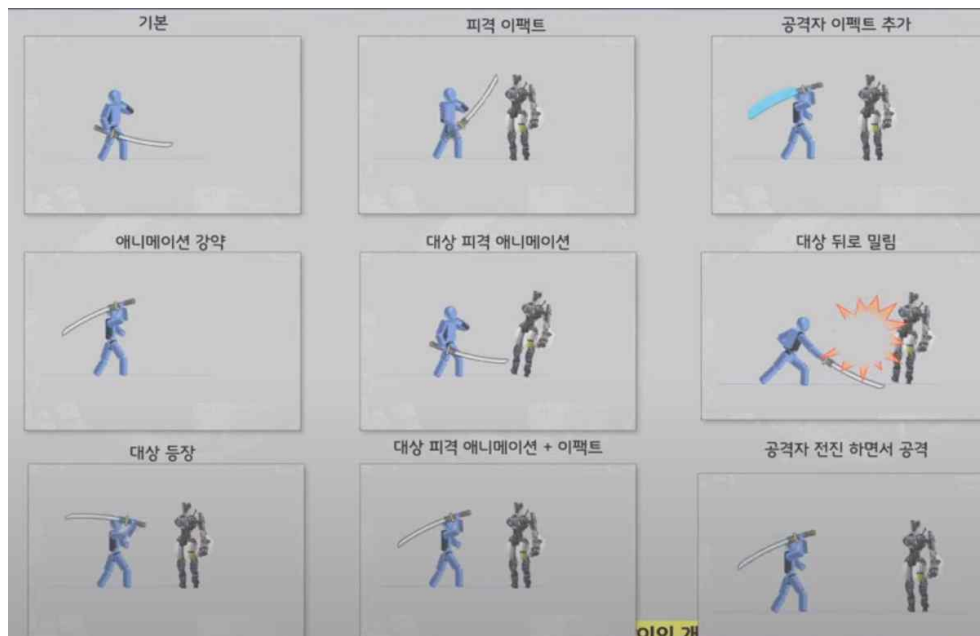 기본
피격 이팩트
공격자 이펙트 추가
애니메이션 강약
대상 피격 애니메이션
대상 뒤로 밀림
대상 등장
대상 피격 애니메이션 + 이팩트
공격자 전진 하면서 공격